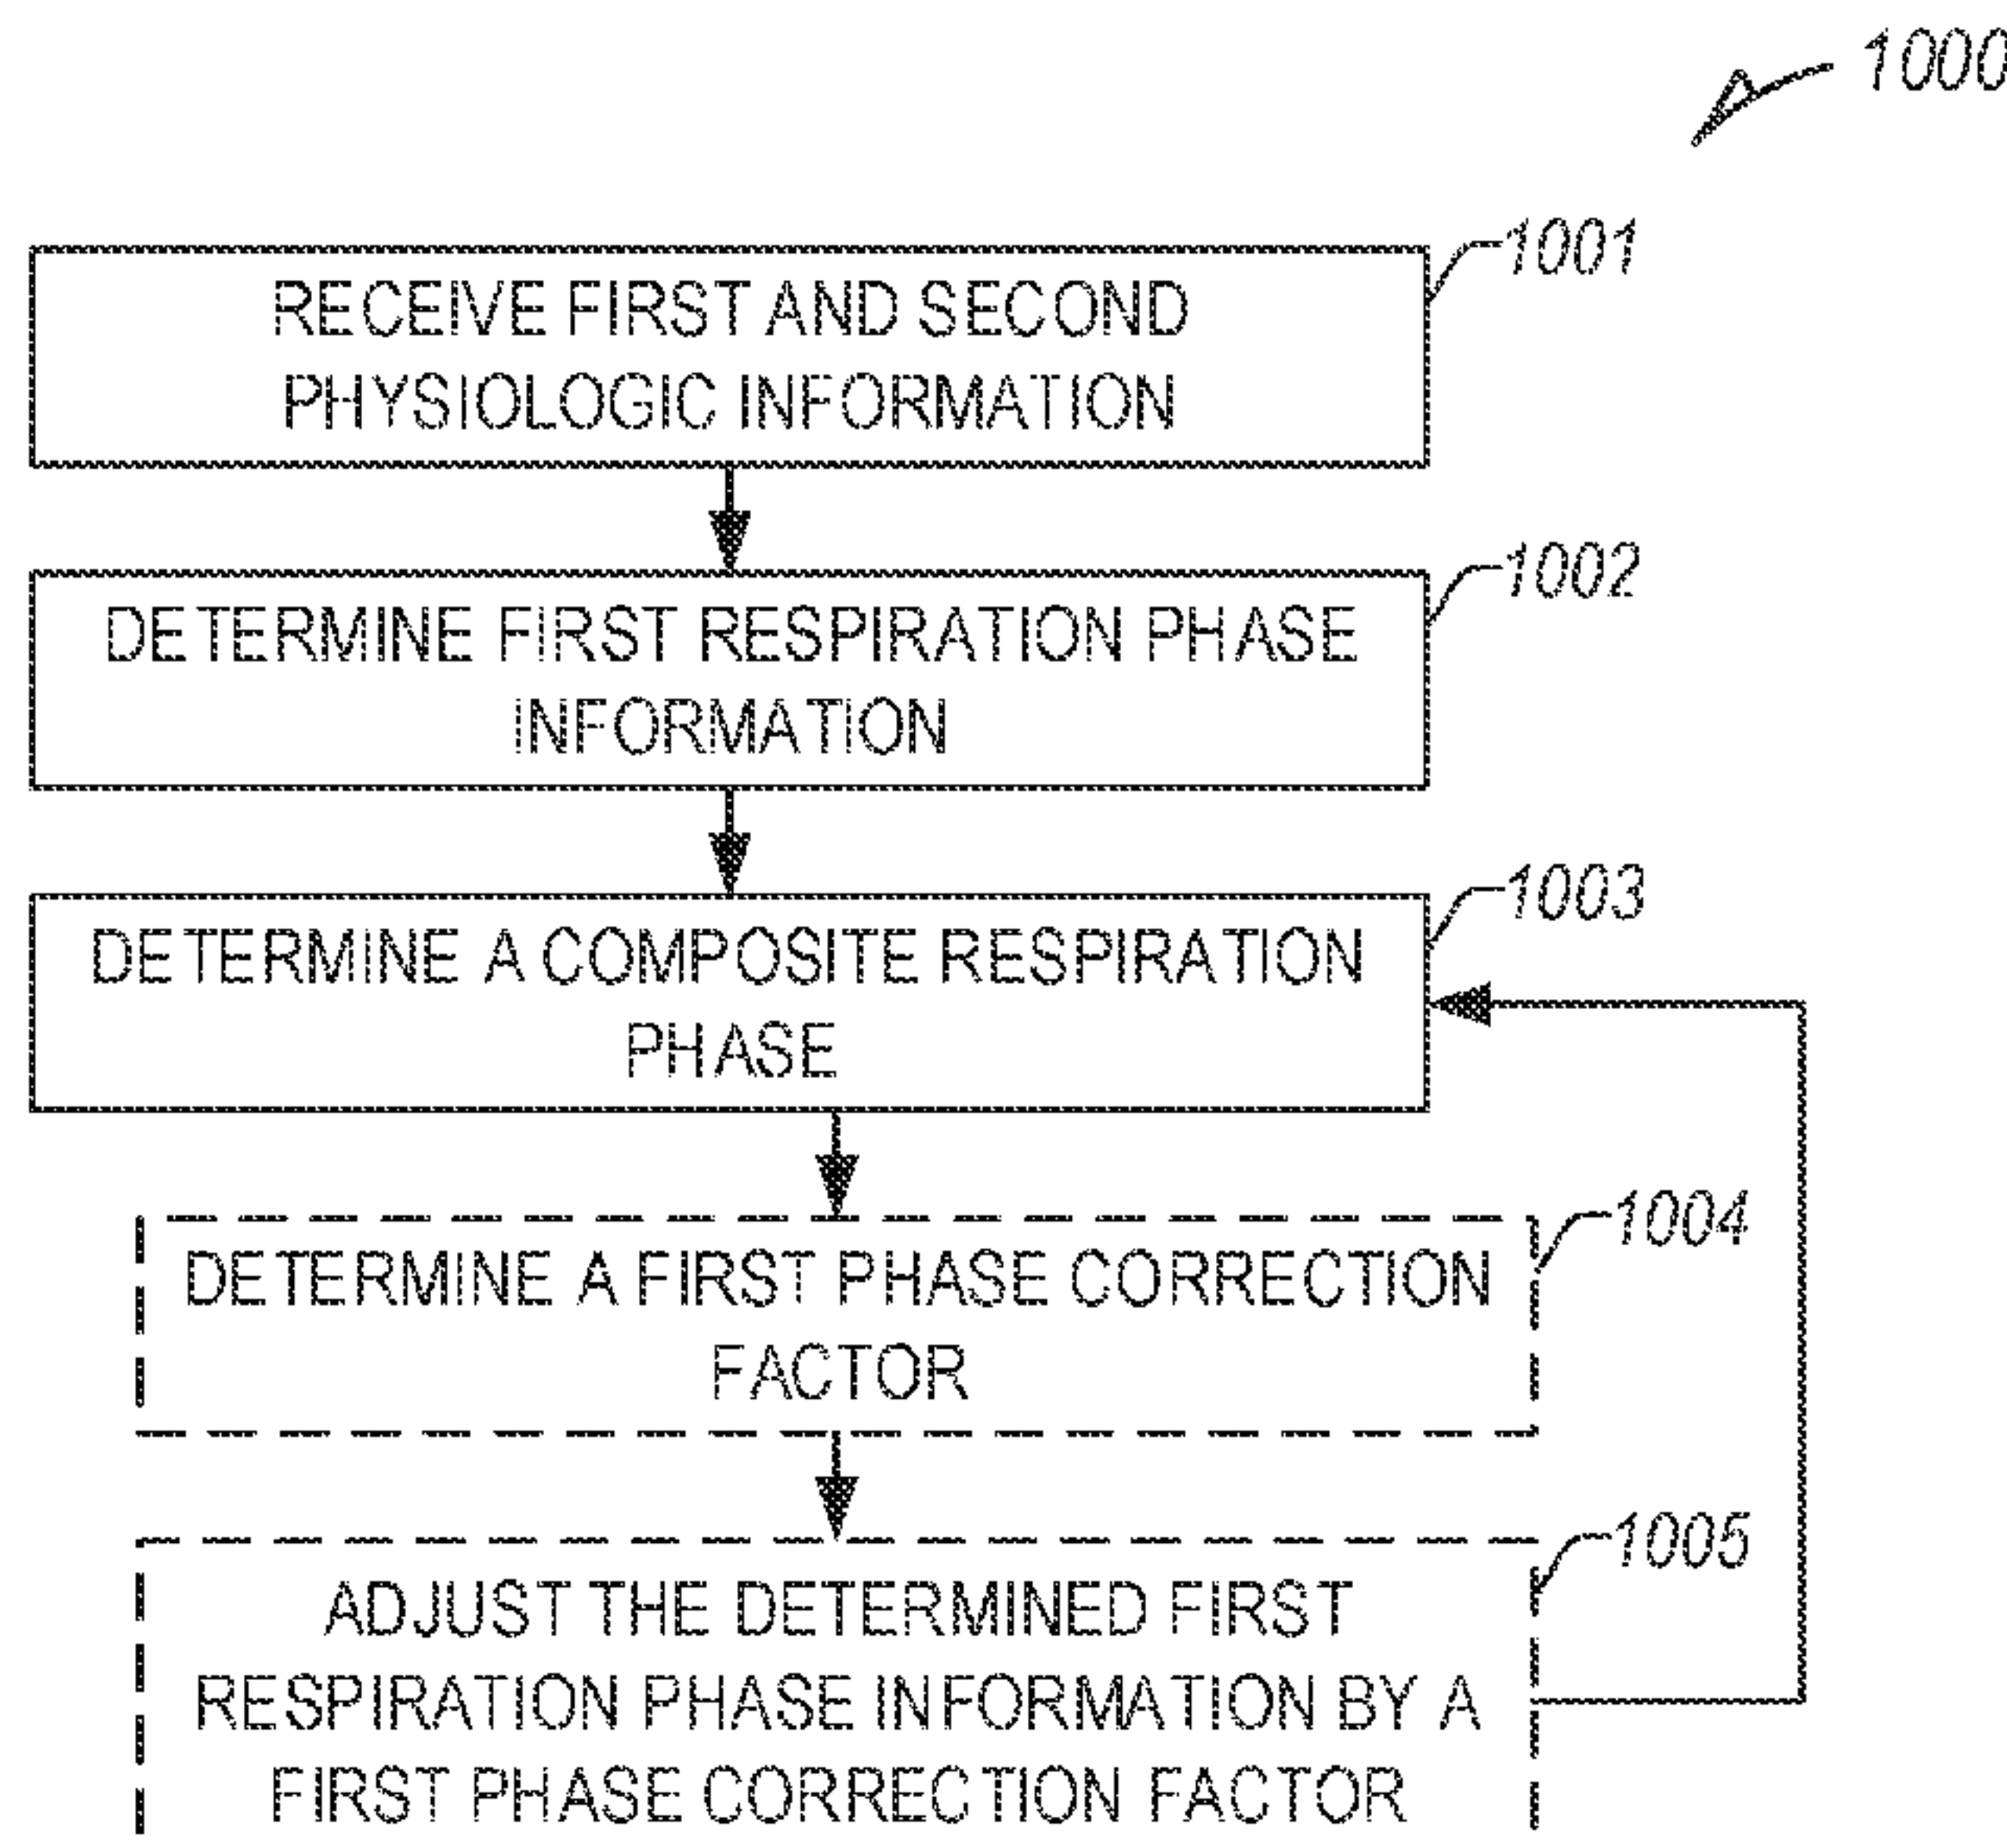 1000
1001
RECEIVE FIRST AND SECOND
PHYSIOLOGIC INFORMATION
1002
DETERMINE FIRST RESPIRATION PHASE
INFORMATION
1003
DETERMINE A COMPOSITE RESPIRATION
PHASE
1004
DETERMINE A FIRST PHASE CORRECTION
FACTOR
1005
ADJUST THE DETERMINED FIRST
RESPIRATION PHASE INFORMATION BY A
FIRST PHASE CORRECTION FACTOR